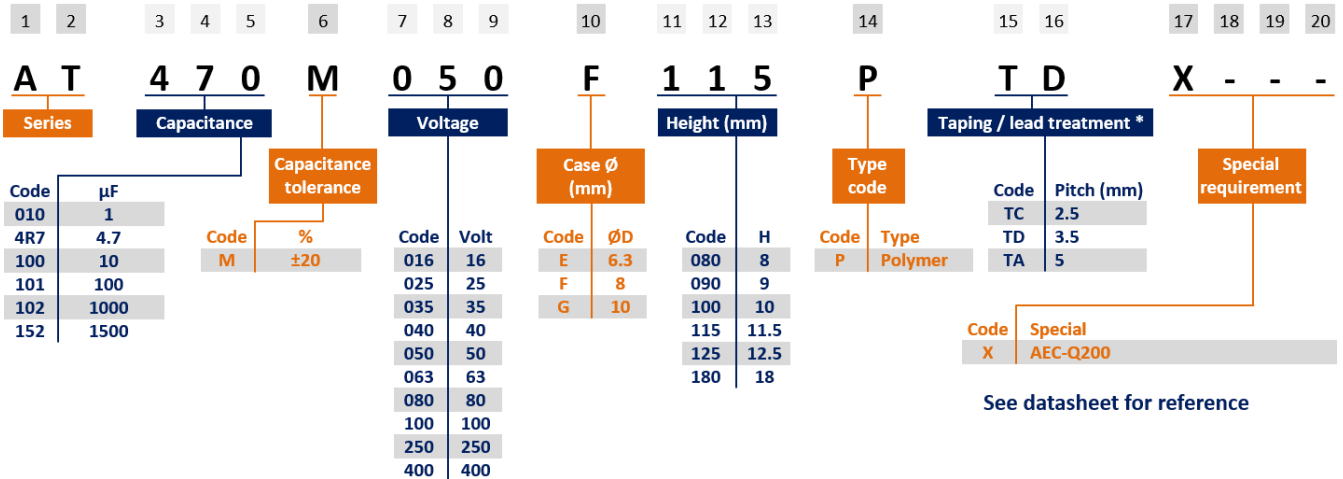 1 2 3 4 5 6 7 8 9 10 11 12 13 14 15 16 17 18 19 20
A T 4 7 0 M 0 5 0 F 1 1 5 P T D X - - -
Series Capacitance Voltage Height (mm) Taping / lead treatment *
Capacitance tolerance
Case Ø (mm)
Type code
Special requirement
Code µF
010 1
4R7 4.7
100 10
101 100
102 1000
152 1500
Code %
M ±20
Code Volt
016 16
025 25
035 35
040 40
050 50
063 63
080 80
100 100
250 250
400 400
Code ØD
E 6.3
F 8
G 10
Code H
080 8
090 9
100 10
115 11.5
125 12.5
180 18
Code Type
P Polymer
Code Pitch (mm)
TC 2.5
TD 3.5
TA 5
Code Special
X AEC-Q200
See datasheet for reference